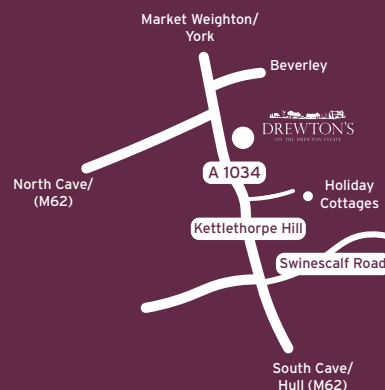 Market Weighton/
York
Beverley
DREWTON'S
ON THE DREWTON ESTATE
A 1034
North Cave/
(M62)
Holiday
Cottages
Kettlethorpe Hill
Swinescalf Road
South Cave/
Hull (M62)